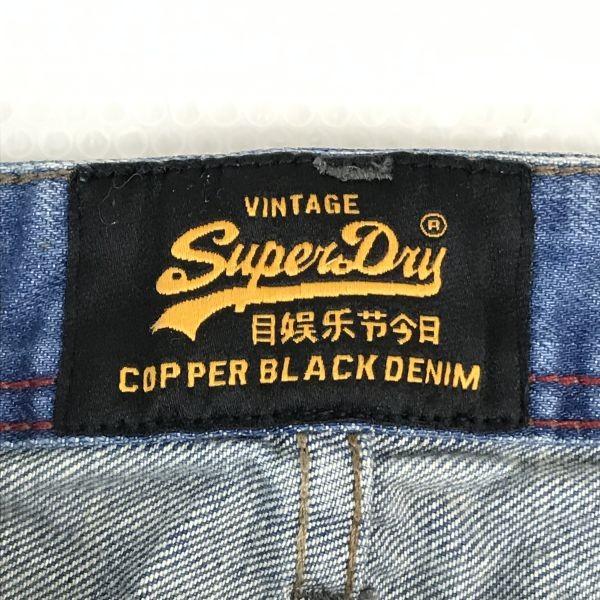 VINTAGE
SuperDry ®
目娱乐节今日
COPPER BLACK DENIM